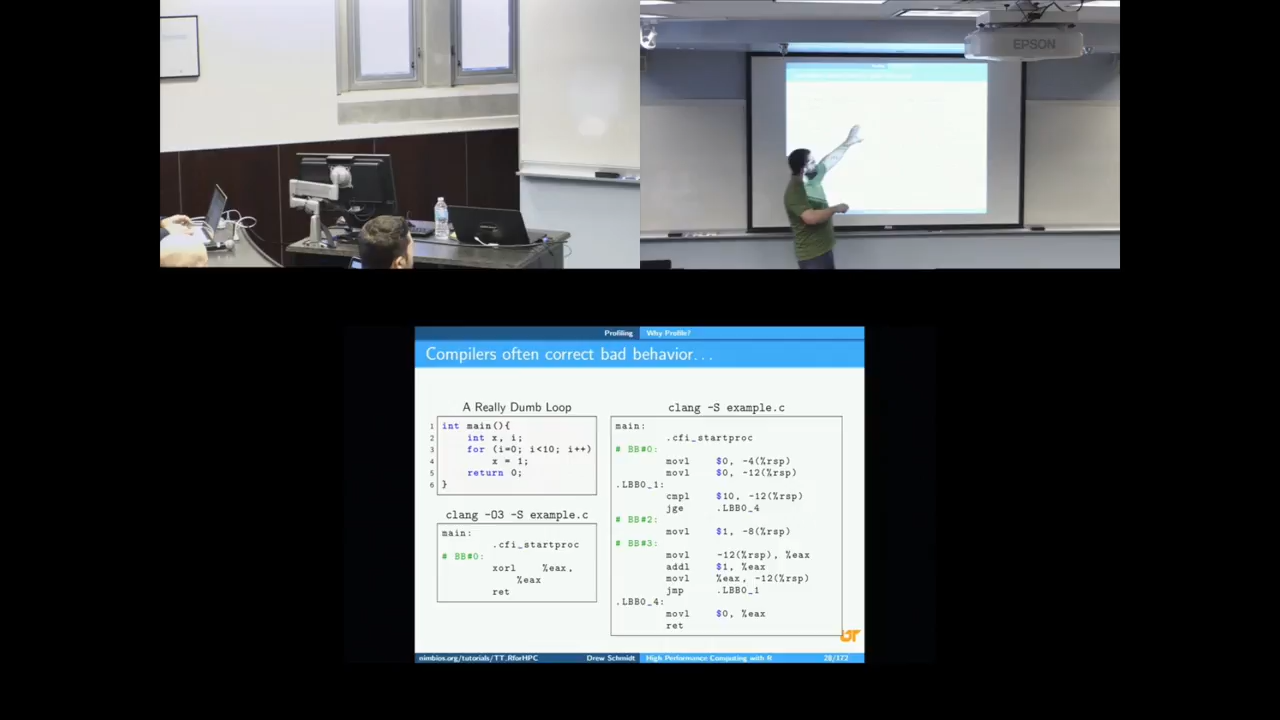 EPSON
Profiling Why Profile?
Compilers often correct bad behavior...
A Really Dumb Loop
1 int main(){
2 int x, i;
3 for (i=0; i<10; i++)
4 x = 1;
5 return 0;
6 }
clang -O3 -S example.c
main:
.cfi_startproc
# BB#0:
xorl %eax,
%eax
ret
clang -S example.c
main:
.cfi_startproc
# BB#0:
movl $0, -4(%rsp)
movl $0, -12(%rsp)
.LBB0_1:
cmpl $10, -12(%rsp)
jge .LBB0_4
# BB#2:
movl $1, -8(%rsp)
# BB#3:
movl -12(%rsp), %eax
addl $1, %eax
movl %eax, -12(%rsp)
jmp .LBB0_1
.LBB0_4:
movl $0, %eax
ret
nimbios.org/tutorials/TT_RforHPC Drew Schmidt High Performance Computing with R 28/172